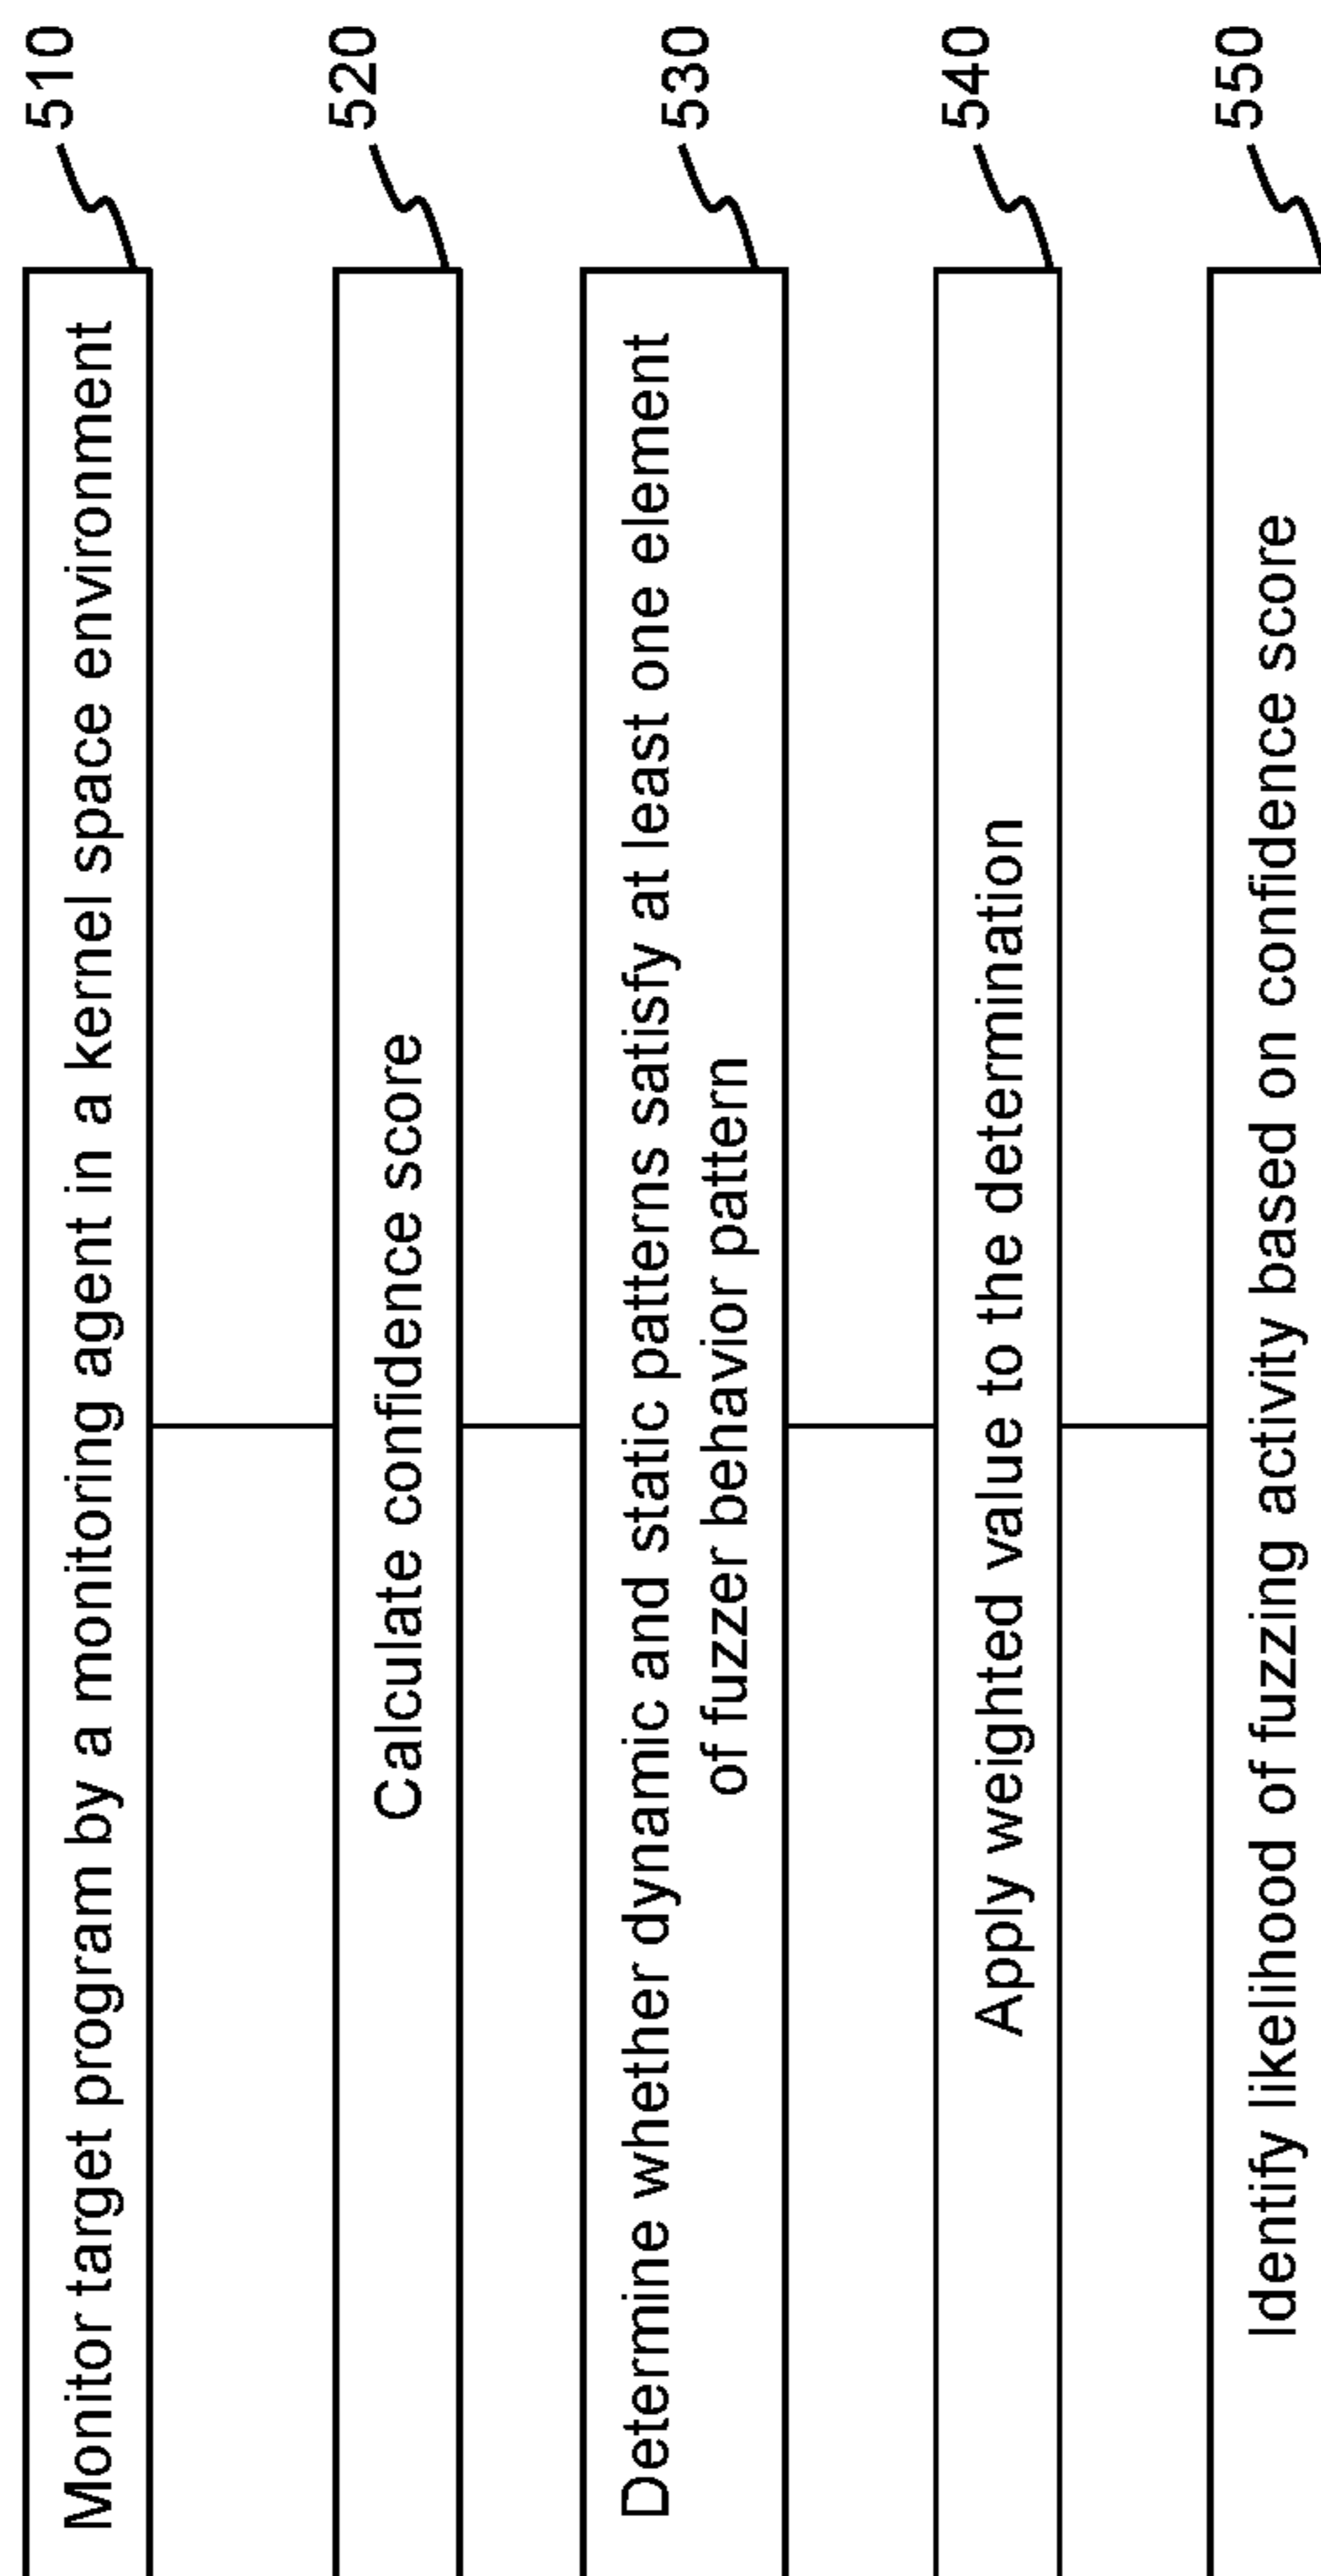 Monitor target program by a monitoring agent in a kernel space environment
510
Calculate confidence score
520
Determine whether dynamic and static patterns satisfy at least one element
of fuzzer behavior pattern
530
Apply weighted value to the determination
540
Identify likelihood of fuzzing activity based on confidence score
550